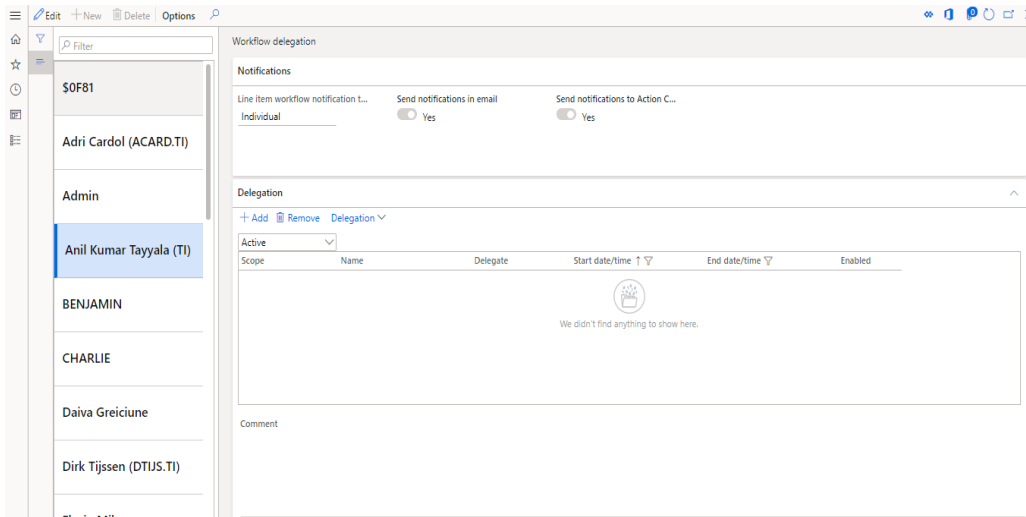 Edit New Delete Options
0
Filter
$0F81
Adri Cardol (ACARD.TI)
Admin
Anil Kumar Tayyala (TI)
BENJAMIN
CHARLIE
Daiva Greiciune
Dirk Tijssen (DTIJS.TI)
Workflow delegation
Notifications
Line item workflow notification t... Send notifications in email Send notifications to Action C...
Individual Yes Yes
Delegation
Add Remove Delegation
Active
Scope Name Delegate Start date/time ↑ End date/time Enabled
We didn't find anything to show here.
Comment